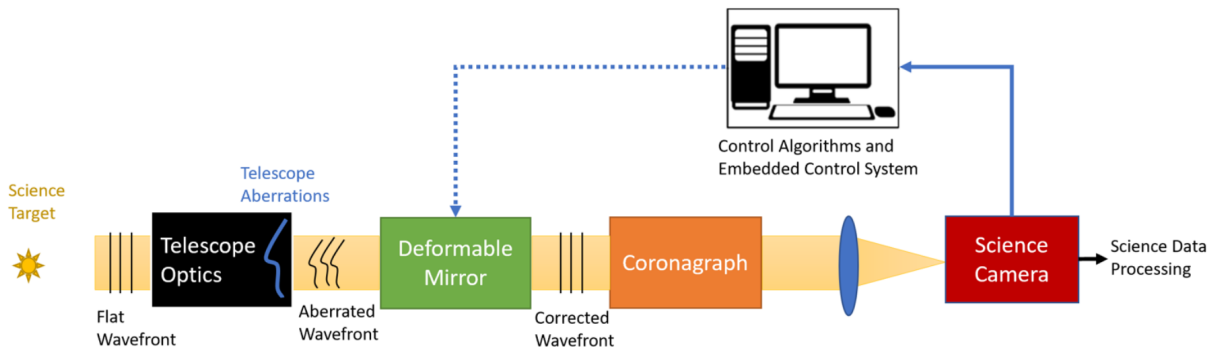 Control Algorithms and
Embedded Control System
Science
Target
Telescope
Aberrations
Telescope
Optics
Deformable
Mirror
Coronagraph
Science
Camera
Science Data
Processing
Flat
Wavefront
Aberrated
Wavefront
Corrected
Wavefront